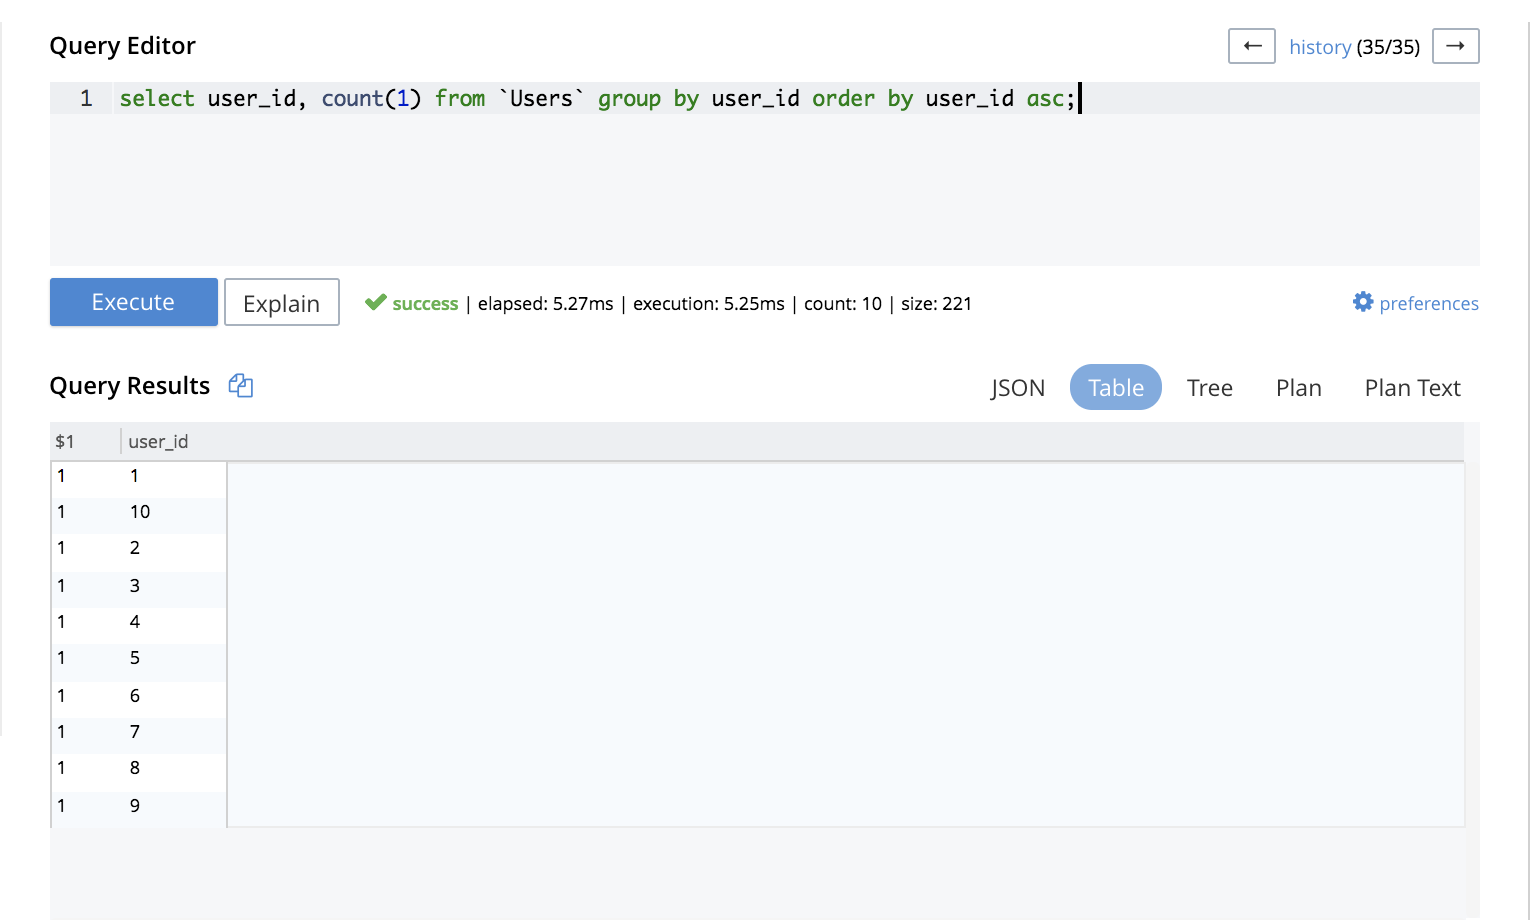 Query Editor
← history (35/35) →
1 select user_id, count(1) from `Users` group by user_id order by user_id asc;
Execute Explain success | elapsed: 5.27ms | execution: 5.25ms | count: 10 | size: 221 preferences
Query Results JSON Table Tree Plan Plan Text
$1 user_id
1 1
1 10
1 2
1 3
1 4
1 5
1 6
1 7
1 8
1 9